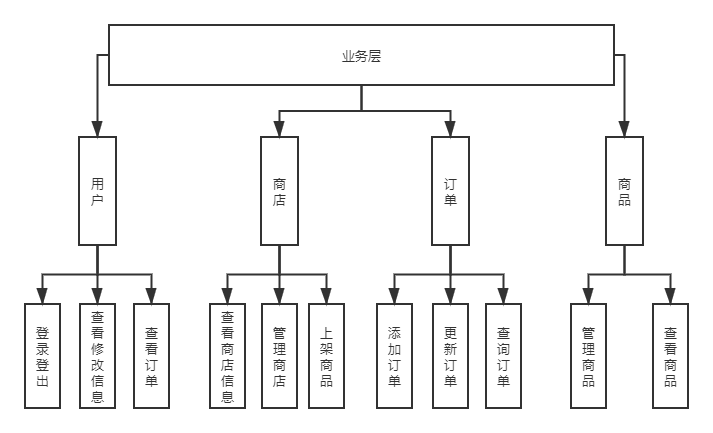 业务层
用户
商店
订单
商品
登录登出
查看修改信息
查看订单
查看商店信息
管理商店
上架商品
添加订单
更新订单
查询订单
管理商品
查看商品